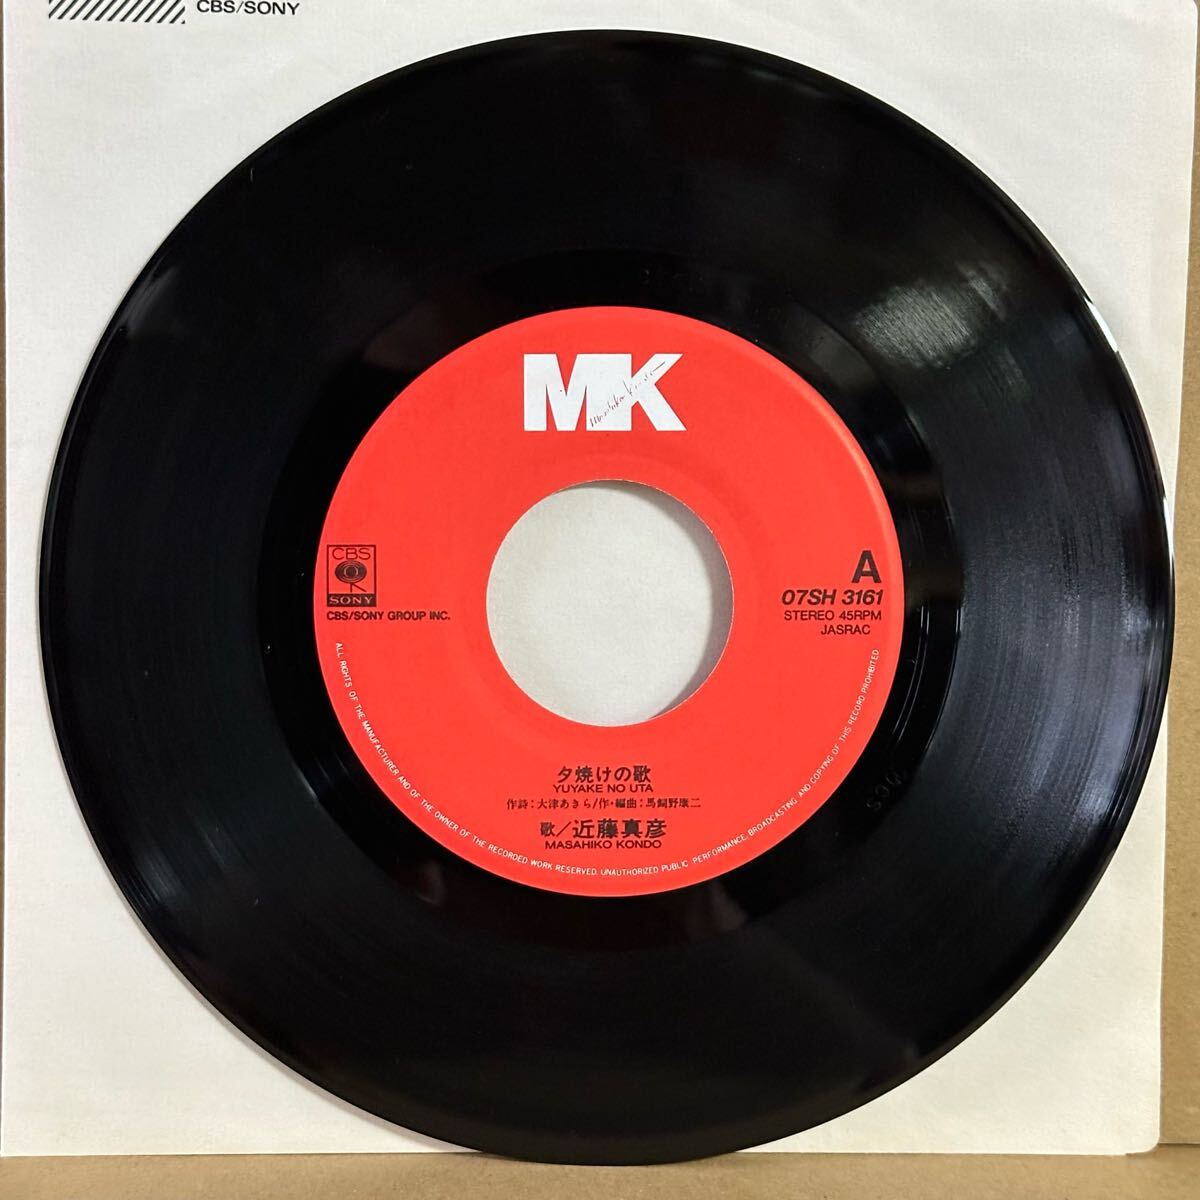 CBS/SONY
MK
Masahiko Kondo
CBS
SONY
CBS/SONY GROUP INC.
A
07SH 3161
STEREO 45RPM
JASRAC
夕焼けの歌
YUYAKE NO UTA
作詩:大津あきら/作・編曲:馬飼野康二
歌/近藤真彦
MASAHIKO KONDO
ALL RIGHTS OF THE MANUFACTURER AND OF THE OWNER OF THE RECORDED WORK RESERVED. UNAUTHORIZED PUBLIC PERFORMANCE, BROADCASTING AND COPYING OF THIS RECORD PROHIBITED